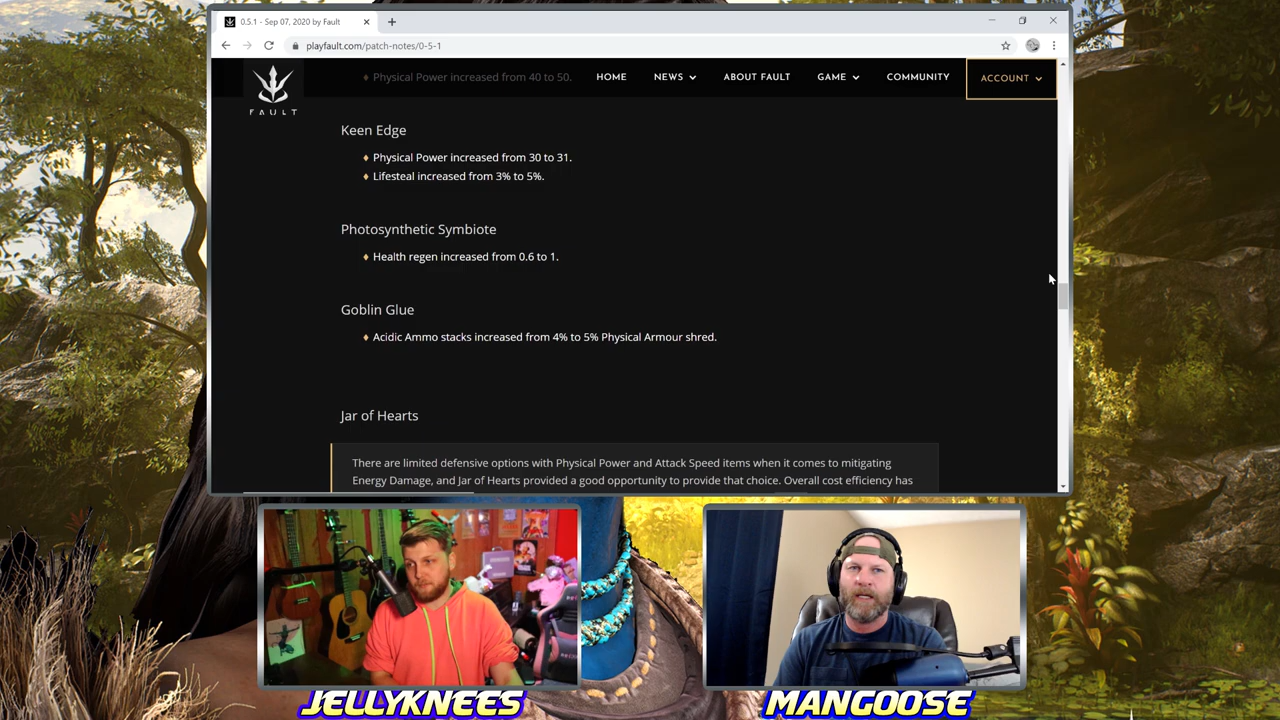 0.5.1 - Sep 07, 2020 by Fault
playfault.com/patch-notes/0-5-1
FAULT
Physical Power increased from 40 to 50.
HOME NEWS ABOUT FAULT GAME COMMUNITY ACCOUNT
Keen Edge
Physical Power increased from 30 to 31.
Lifesteal increased from 3% to 5%.
Photosynthetic Symbiote
Health regen increased from 0.6 to 1.
Goblin Glue
Acidic Ammo stacks increased from 4% to 5% Physical Armour shred.
Jar of Hearts
There are limited defensive options with Physical Power and Attack Speed items when it comes to mitigating
Energy Damage, and Jar of Hearts provided a good opportunity to provide that choice. Overall cost efficiency has
JELLYKNEES
MANGOOSE